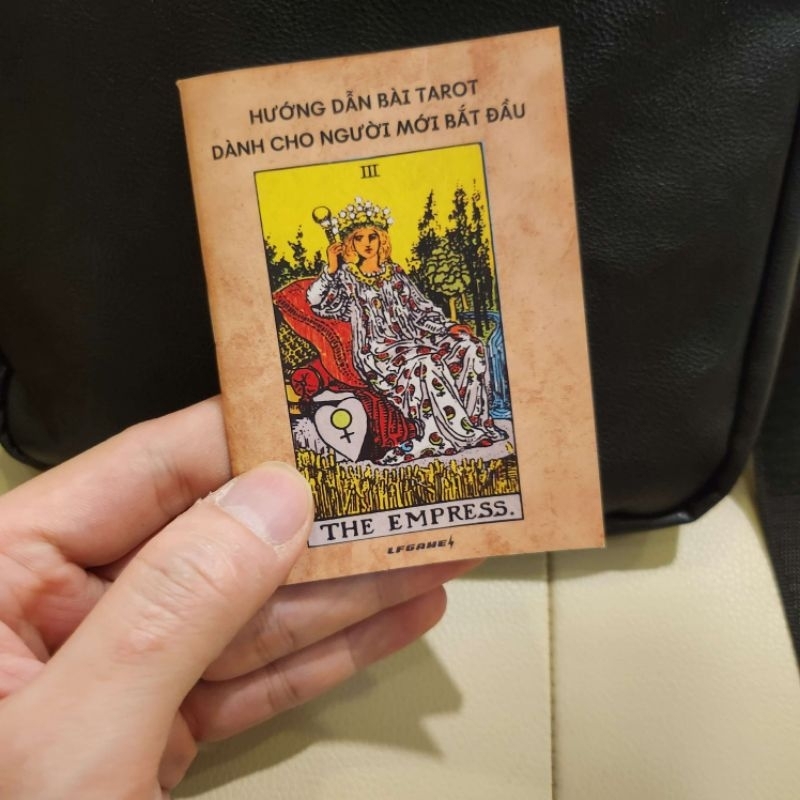 HƯỚNG DẪN BÀI TAROT
DÀNH CHO NGƯỜI MỚI BẮT ĐẦU
III
THE EMPRESS.
LFGAME